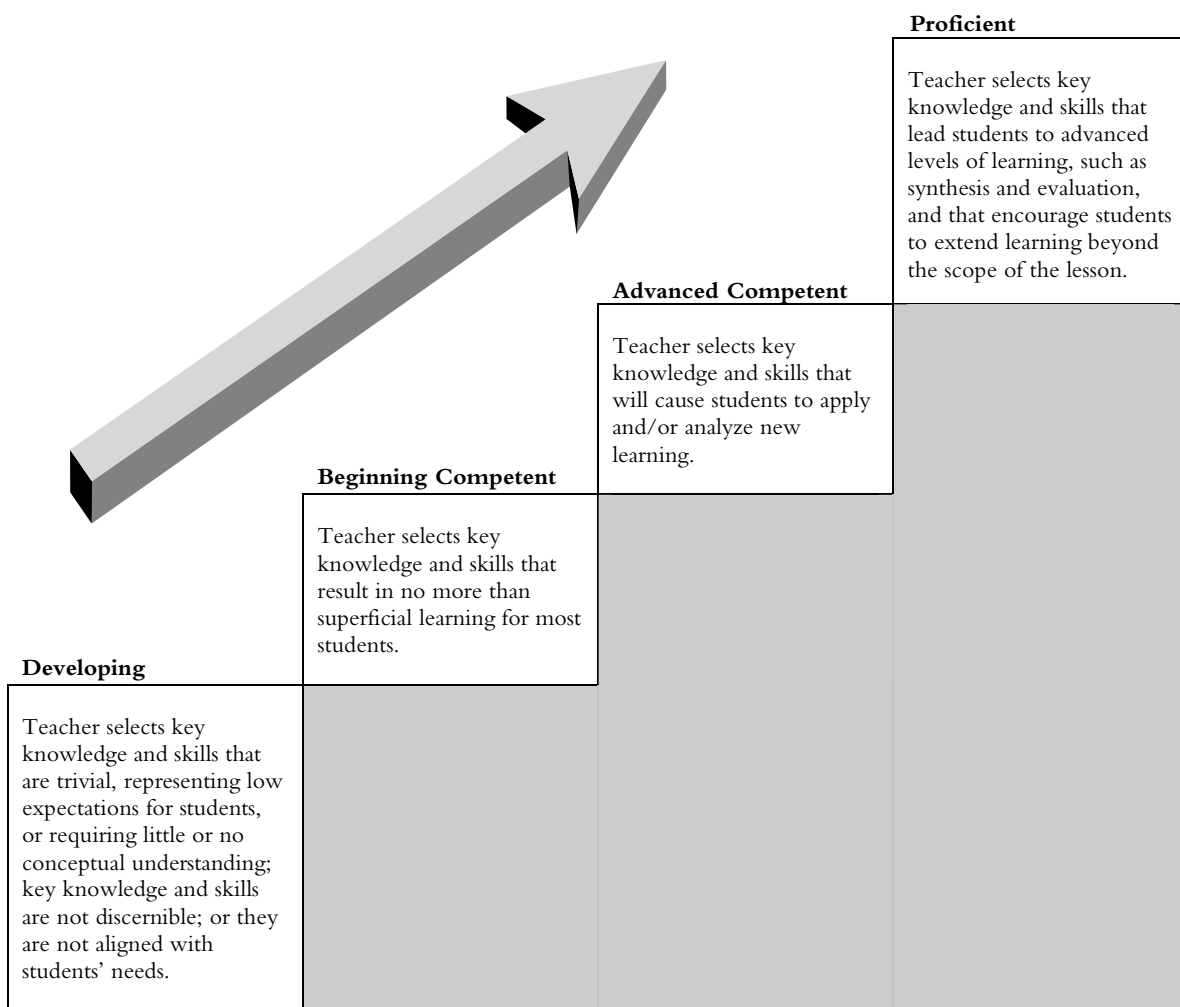 Proficient
Teacher selects key
knowledge and skills that
lead students to advanced
levels of learning, such as
synthesis and evaluation,
and that encourage students
to extend learning beyond
the scope of the lesson.
Advanced Competent
Teacher selects key
knowledge and skills that
will cause students to apply
and/or analyze new
learning.
Beginning Competent
Teacher selects key
knowledge and skills that
result in no more than
superficial learning for most
students.
Developing
Teacher selects key
knowledge and skills that
are trivial, representing low
expectations for students,
or requiring little or no
conceptual understanding;
key knowledge and skills
are not discernible; or they
are not aligned with
students’ needs.